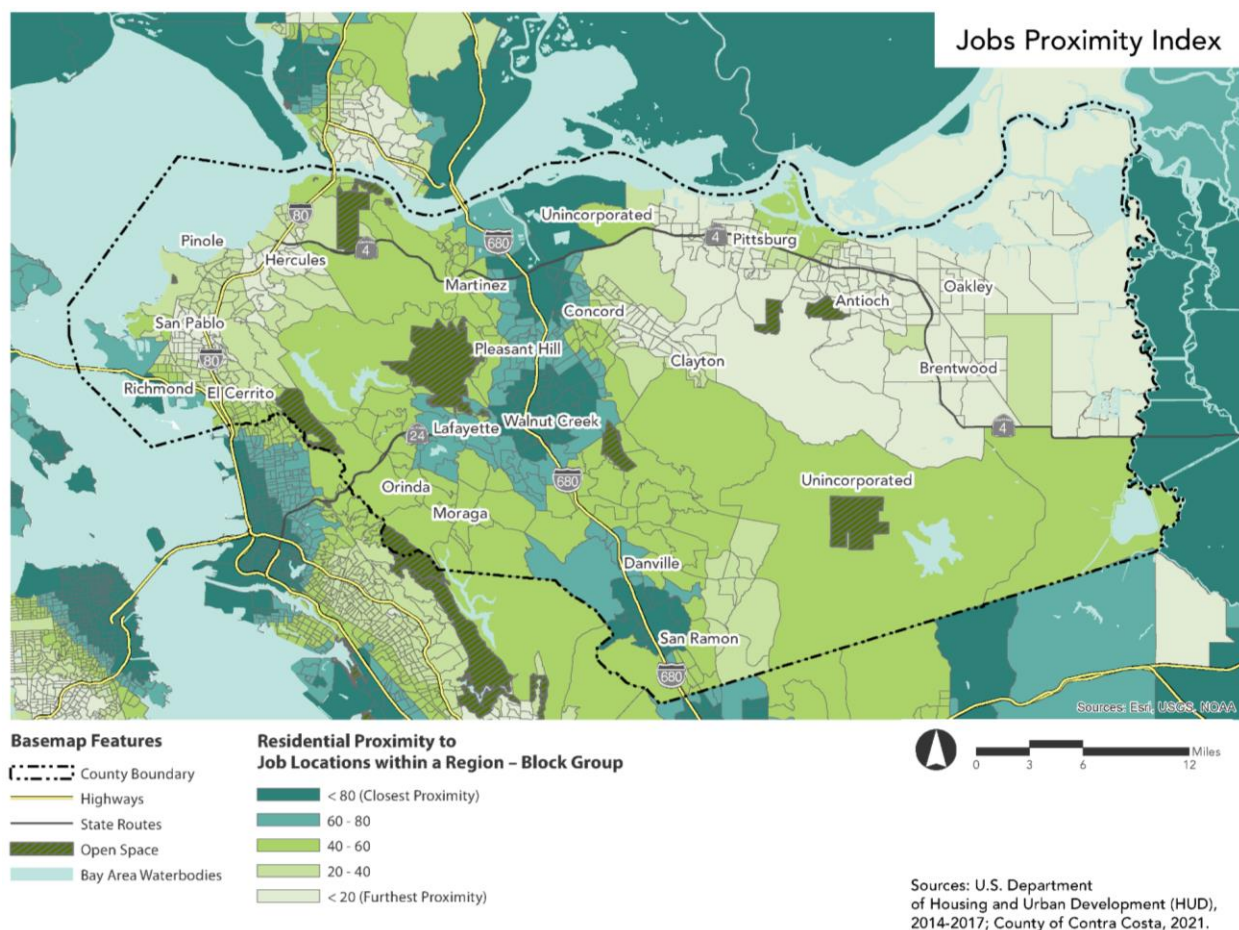 Jobs Proximity Index
80
680
Unincorporated
4
Pittsburg
Pinole
4
Hercules
Martinez
Oakley
Antioch
Concord
San Pablo
Pleasant Hill
80
Clayton
Brentwood
Richmond
El Cerrito
Walnut Creek
Lafayette
24
4
680
Unincorporated
Orinda
Moraga
Danville
San Ramon
680
Sources: Esri, USGS, NOAA
Basemap Features
County Boundary
Highways
State Routes
Open Space
Bay Area Waterbodies
Residential Proximity to
Job Locations within a Region – Block Group
< 80 (Closest Proximity)
60 - 80
40 - 60
20 - 40
< 20 (Furthest Proximity)
Miles
0 3 6 12
Sources: U.S. Department
of Housing and Urban Development (HUD),
2014-2017; County of Contra Costa, 2021.